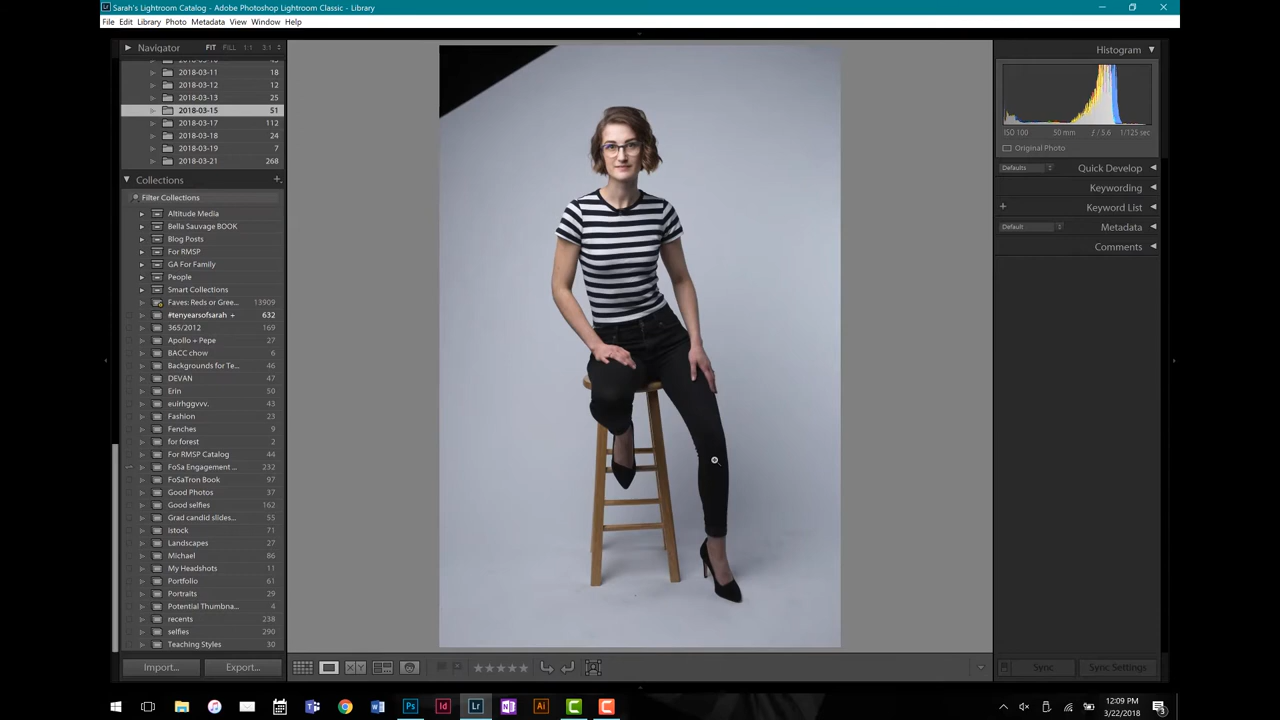 Sarah's Lightroom Catalog - Adobe Photoshop Lightroom Classic - Library
File Edit Library Photo Metadata View Window Help
Navigator FIT FILL 1:1 3:1
2018-03-11 18
2018-03-12 12
2018-03-13 25
2018-03-15 51
2018-03-17 112
2018-03-18 24
2018-03-19 7
2018-03-21 268
Collections +
Filter Collections
Altitude Media
Bella Sauvage BOOK
Blog Posts
For RMSP
GA For Family
People
Smart Collections
Faves: Reds or Gree... 13909
#tenyearsofsarah + 632
365/2012 169
Apollo + Pepe 27
BACC chow 6
Backgrounds for Te... 46
DEVAN 47
Erin 50
euirhggvvv. 43
Fashion 23
Fenches 9
for forest 2
For RMSP Catalog 44
FoSa Engagement ... 232
FoSaTron Book 97
Good Photos 37
Good selfies 162
Grad candid slides... 55
istock 71
Landscapes 27
Michael 86
My Headshots 11
Portfolio 61
Portraits 29
Potential Thumbna... 4
recents 238
selfies 290
Teaching Styles 30
Import... Export...
Histogram
ISO 100 50 mm ƒ / 5.6 1/125 sec
Original Photo
Defaults Quick Develop
Keywording
+ Keyword List
Default Metadata
Comments
XY
Sync Sync Settings
Ps Id Lr N Ai C C
12:09 PM
3/22/2018
3